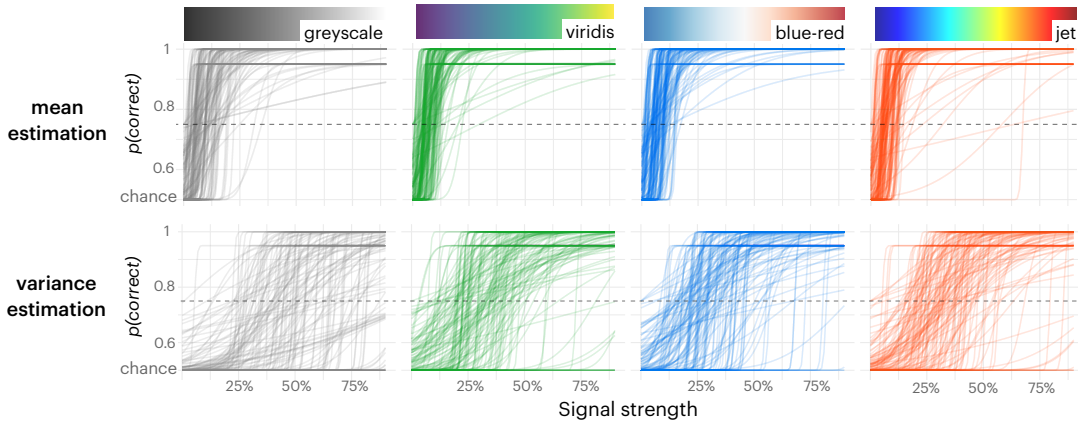 greyscale
viridis
blue-red
jet
mean estimation
p(correct)
1
0.8
0.6
chance
variance estimation
p(correct)
1
0.8
0.6
chance
25% 50% 75%
25% 50% 75%
25% 50% 75%
25% 50% 75%
Signal strength